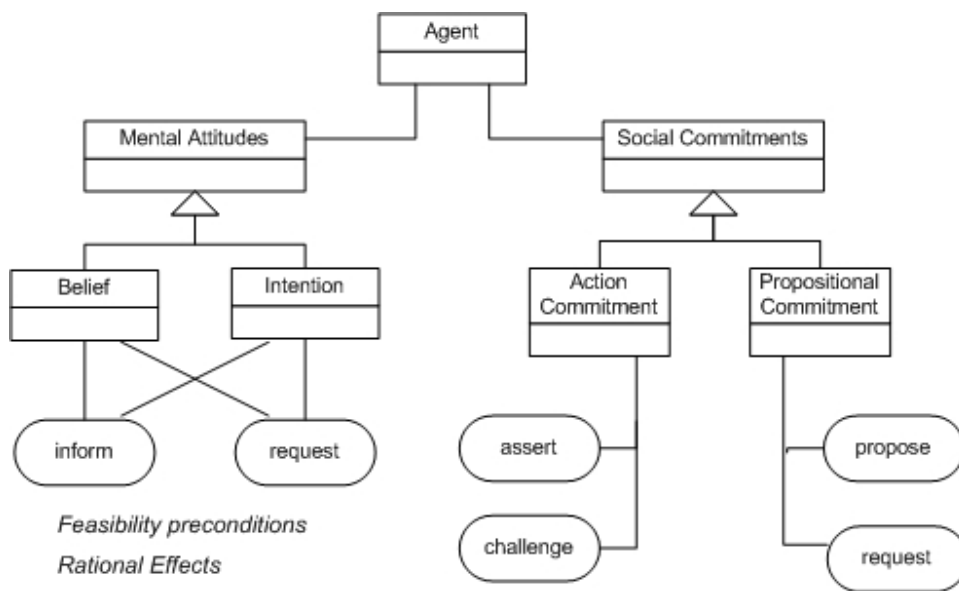 Agent
Mental Attitudes
Social Commitments
Belief
Intention
Action
Commitment
Propositional
Commitment
inform
request
assert
propose
challenge
request
Feasibility preconditions
Rational Effects